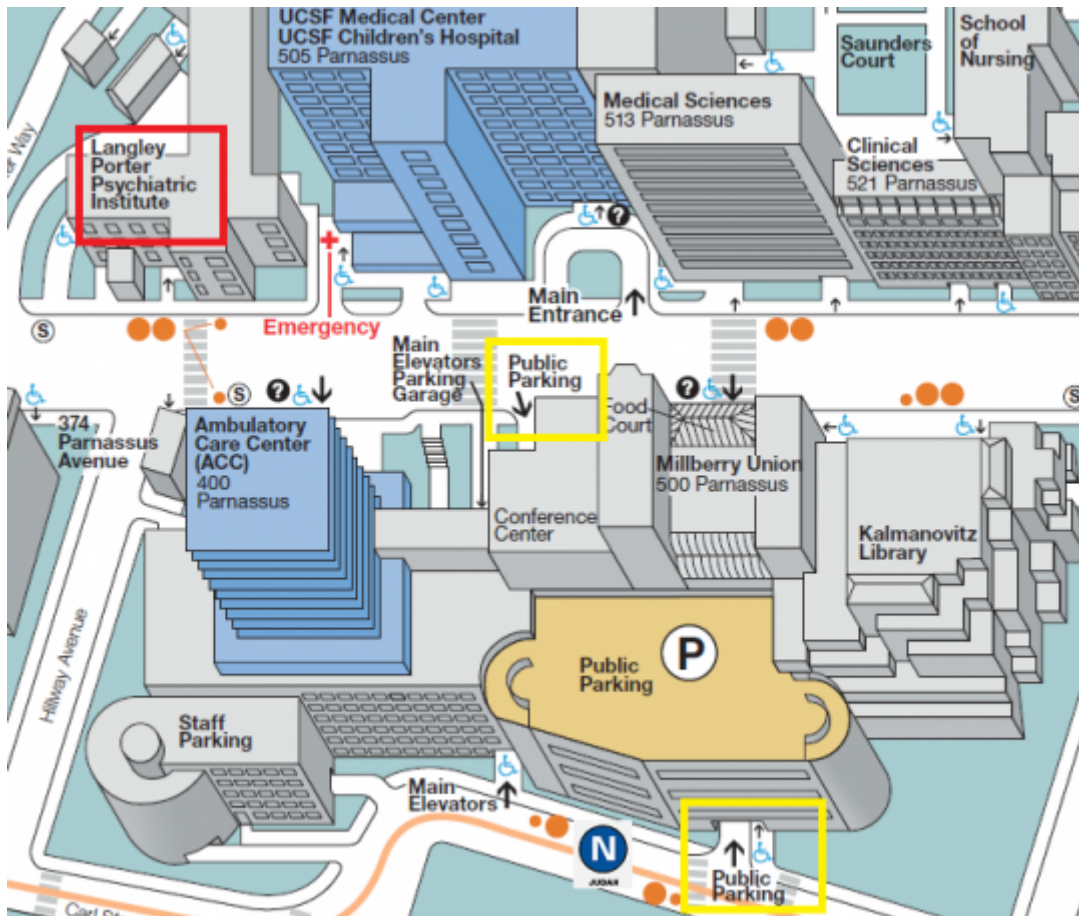 UCSF Medical Center
UCSF Children's Hospital
505 Parnassus
Saunders
Court
School
of
Nursing
Medical Sciences
513 Parnassus
Clinical
Sciences
521 Parnassus
Langley
Porter
Psychiatric
Institute
?
Main
Entrance
Emergency
S
Main
Elevators
Parking
Garage
Public
Parking
?
S
?
S
374
Parnassus
Avenue
Ambulatory
Care Center
(ACC)
400
Parnassus
Food
Court
Millberry Union
500 Parnassus
Conference
Center
Kalmanovitz
Library
Hillway Avenue
Public
Parking
P
Staff
Parking
Main
Elevators
N
JUDAH
Public
Parking
Carl St